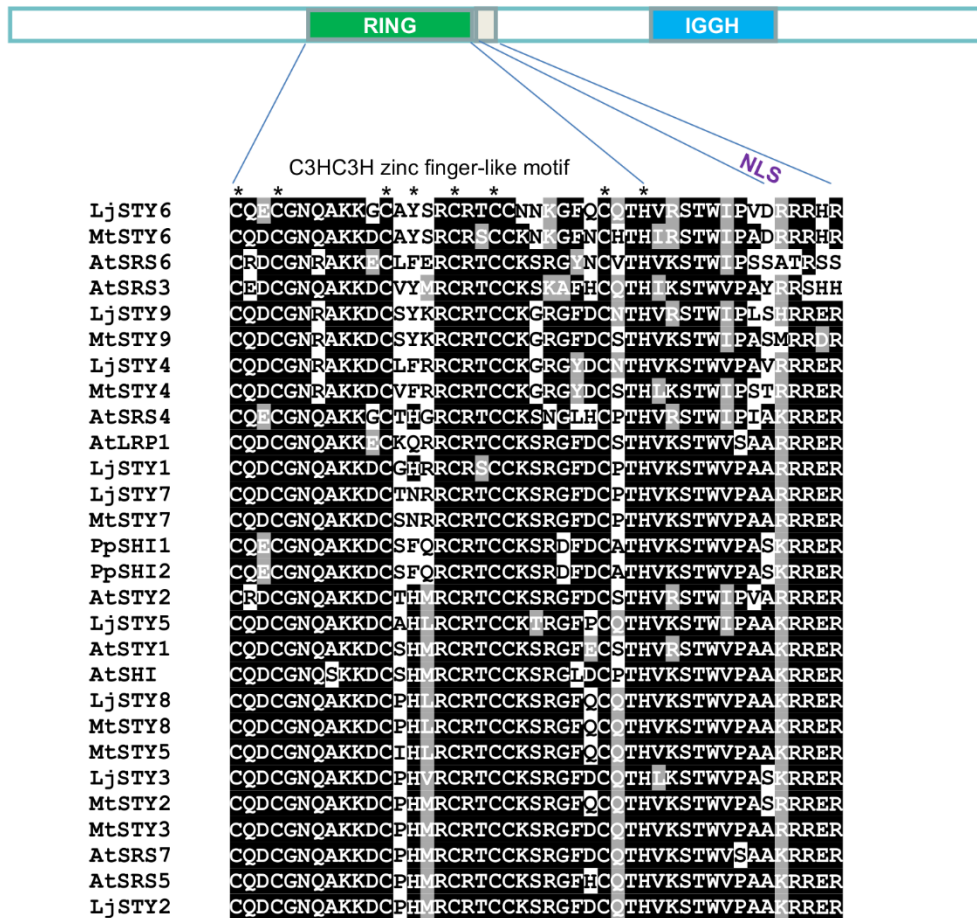 RING IGGH
NLS
C3HC3H zinc finger-like motif
* * * * * * * *
LjSTY6 CQECGNQAKKGCAYSRCRTCCNNKGFQCQTHVRSTWIPVDRRRHR
MtSTY6 CQDCGNQAKKDCAYSRCRSCCKNKGFNCHTHIRSTWIPADRRRHR
AtSRS6 CRDCGNRAKKECLFERCRTCCKSRGYNCVTHVKSTWIPSSATRSS
AtSRS3 CEDCGNQAKKDCVYMRCRTCCKSKAFHCQTHIKSTWVPAYRRSHH
LjSTY9 CQDCGNRAKKDCSYKRCRTCCKGRGFDCNTHVRSTWIPLSHRRER
MtSTY9 CQDCGNRAKKDCSYKRCRTCCKGRGFDCSTHVKSTWIPASMRRDR
LjSTY4 CQDCGNRAKKDCLFRRCRTCCKGRGYDCNTHVKSTWIPAVRRRER
MtSTY4 CQDCGNRAKKDCVFRRCRTCCKGRGYDCSTHLKSTWIPSTRRRER
AtSRS4 CQECGNQAKKGCTHGRCRTCCKSNGLHCPTHVRSTWIPIAKRRER
AtLRP1 CQDCGNQAKKECKQRRCRTCCKSRGFDCSTHVKSTWVSAARRRER
LjSTY1 CQDCGNQAKKDCGHRRCRSCCKSRGFDCPTHVKSTWVPAARRRER
LjSTY7 CQDCGNQAKKDCTNRRCRTCCKSRGFDCPTHVKSTWVPAARRRER
MtSTY7 CQDCGNQAKKDCSNRRCRTCCKSRGFDCPTHVKSTWVPAARRRER
PpSHI1 CQECGNQAKKDCSFQRCRTCCKSRDFDCATHVKSTWVPASKRRER
PpSHI2 CQECGNQAKKDCSFQRCRTCCKSRDFDCATHVKSTWVPASKRRER
AtSTY2 CRDCGNQAKKDCTHMRCRTCCKSRGFDCSTHVRSTWIPVARRRER
LjSTY5 CQDCGNQAKKDCAHLRCRTCCKTRGFPCQTHVKSTWIPAAKRRER
AtSTY1 CQDCGNQAKKDCSHMRCRTCCKSRGFECSTHVRSTWVPAAKRRER
AtSHI CQDCGNQSKKDCSHMRCRTCCKSRGLDCPTHVKSTWVPAAKRRER
LjSTY8 CQDCGNQAKKDCPHLRCRTCCKSRGFQCQTHVKSTWVPAAKRRER
MtSTY8 CQDCGNQAKKDCPHLRCRTCCKSRGFQCQTHVKSTWVPAAKRRER
MtSTY5 CQDCGNQAKKDCIHLRCRTCCKSRGFQCQTHVKSTWVPAAKRRER
LjSTY3 CQDCGNQAKKDCPHVRCRTCCKSRGFDCQTHLKSTWVPASKRRER
MtSTY2 CQDCGNQAKKDCPHMRCRTCCKSRGFQCQTHVKSTWVPASRRRER
MtSTY3 CQDCGNQAKKDCPHMRCRTCCKSRGFDCQTHVKSTWVPAARRRER
AtSRS7 CQDCGNQAKKDCPHMRCRTCCKSRGFDCQTHVKSTWVSAAKRRER
AtSRS5 CQDCGNQAKKDCPHMRCRTCCKSRGFHCQTHVKSTWVPAAKRRER
LjSTY2 CQDCGNQAKKDCPHMRCRTCCKSRGFDCQTHVKSTWVPAAKRRER